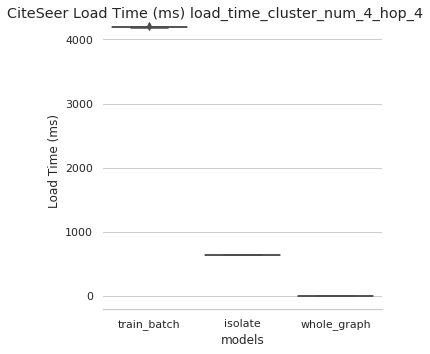 CiteSeer Load Time (ms) load_time_cluster_num_4_hop_4
4000
3000
2000
1000
0
Load Time (ms)
train_batch
isolate
whole_graph
models